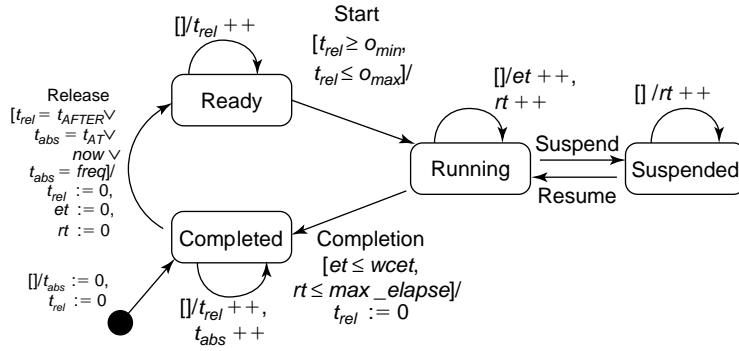 []/t_rel ++
Start
[t_rel ≥ o_min,
t_rel ≤ o_max]/
Release
[t_rel = t_AFTER ∨
t_abs = t_AT ∨
now ∨
t_abs = freq]/
t_rel := 0,
et := 0,
rt := 0
Ready
[]/et ++,
rt ++
[] /rt ++
Running
Suspend
Resume
Suspended
Completed
Completion
[et ≤ wcet,
rt ≤ max _elapse]/
t_rel := 0
[]/t_abs := 0,
t_rel := 0
[]/t_rel ++,
t_abs ++